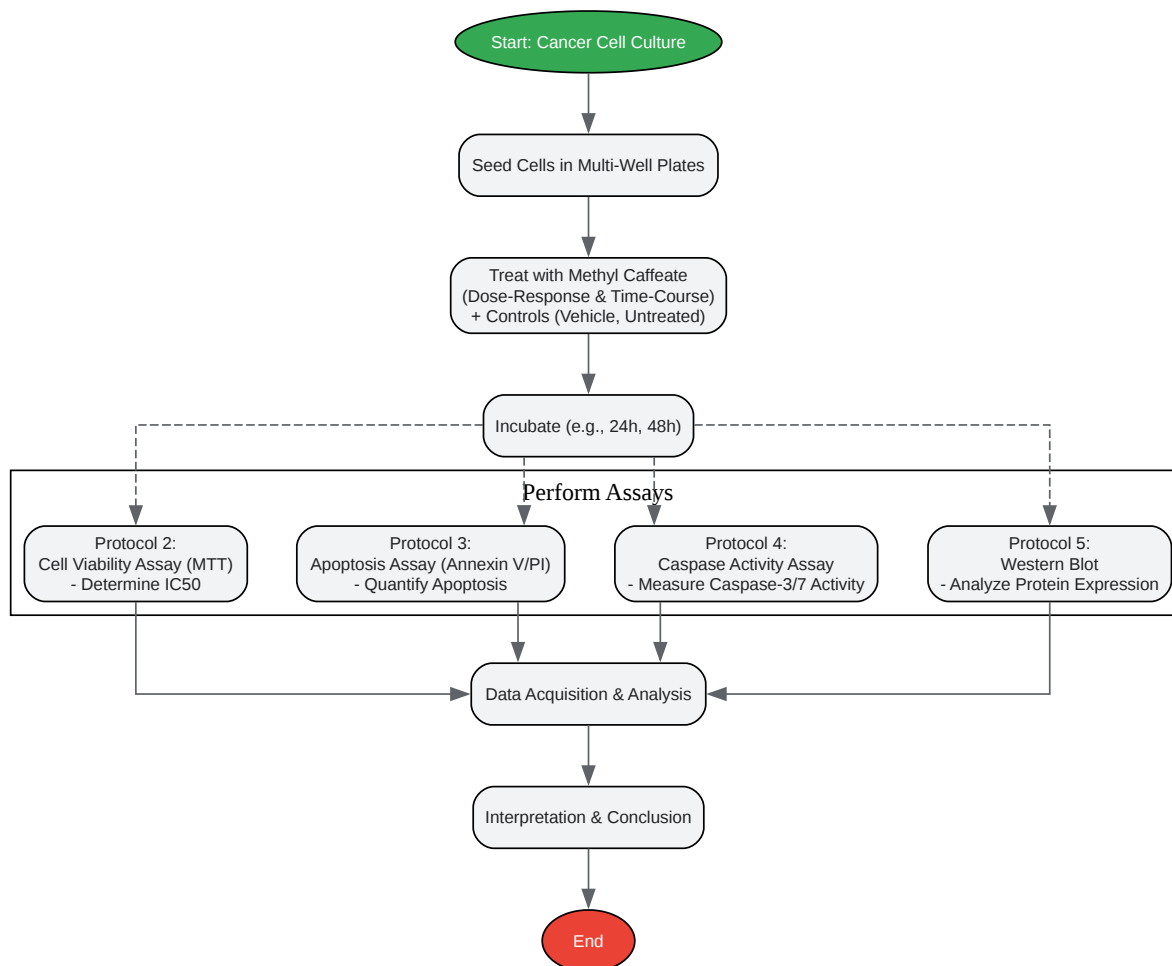 Start: Cancer Cell Culture
Seed Cells in Multi-Well Plates
Treat with Methyl Caffeate
(Dose-Response & Time-Course)
+ Controls (Vehicle, Untreated)
Incubate (e.g., 24h, 48h)
Perform Assays
Protocol 2:
Cell Viability Assay (MTT)
- Determine IC50
Protocol 3:
Apoptosis Assay (Annexin V/PI)
- Quantify Apoptosis
Protocol 4:
Caspase Activity Assay
- Measure Caspase-3/7 Activity
Protocol 5:
Western Blot
- Analyze Protein Expression
Data Acquisition & Analysis
Interpretation & Conclusion
End